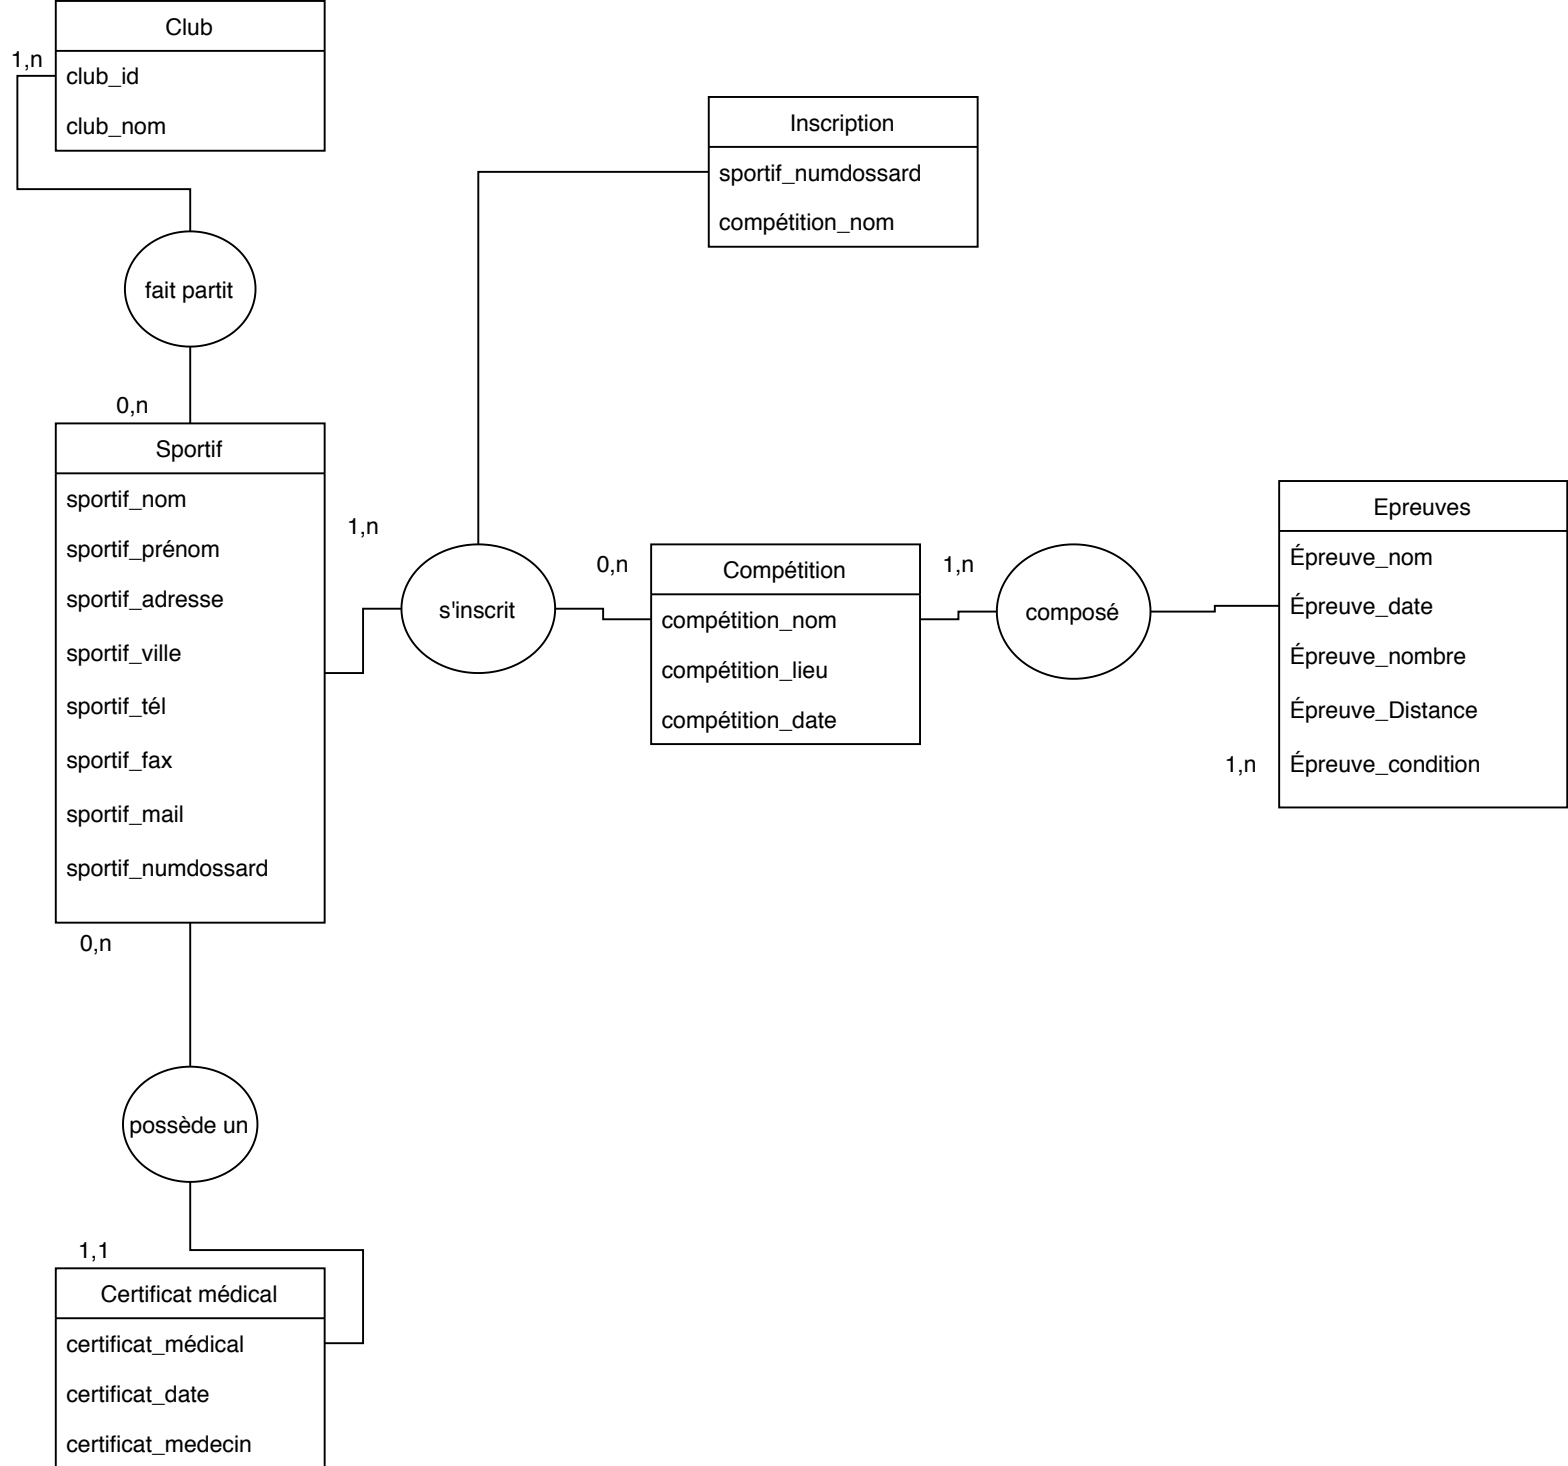 Club
1,n
club_id
club_nom
fait partit
0,n
Inscription
sportif_numdossard
compétition_nom
Sportif
sportif_nom
sportif_prénom
sportif_adresse
sportif_ville
sportif_tél
sportif_fax
sportif_mail
sportif_numdossard
1,n
s'inscrit
0,n
Compétition
compétition_nom
compétition_lieu
compétition_date
1,n
composé
Epreuves
Épreuve_nom
Épreuve_date
Épreuve_nombre
Épreuve_Distance
Épreuve_condition
1,n
0,n
possède un
1,1
Certificat médical
certificat_médical
certificat_date
certificat_medecin